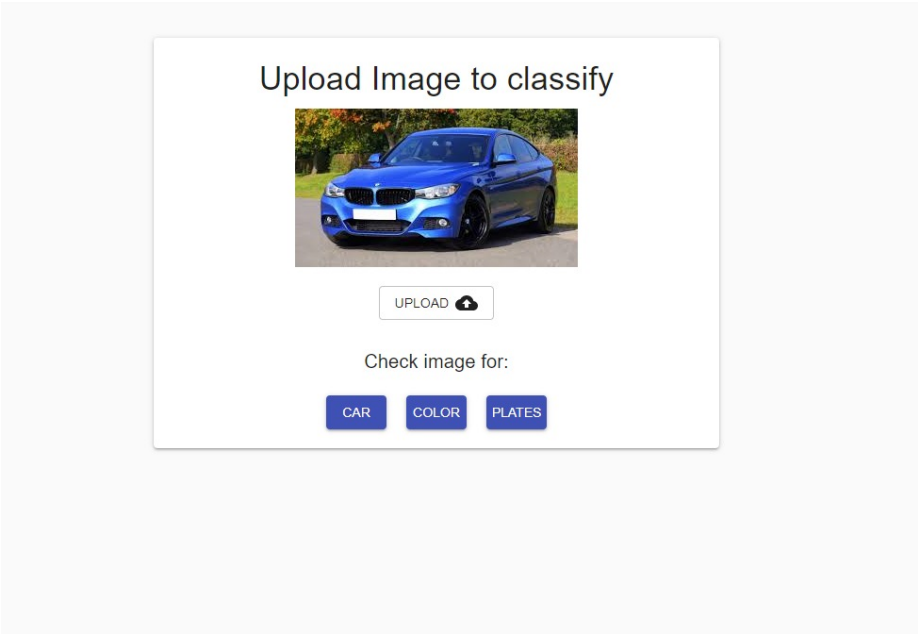 Upload Image to classify
UPLOAD
Check image for:
CAR COLOR PLATES